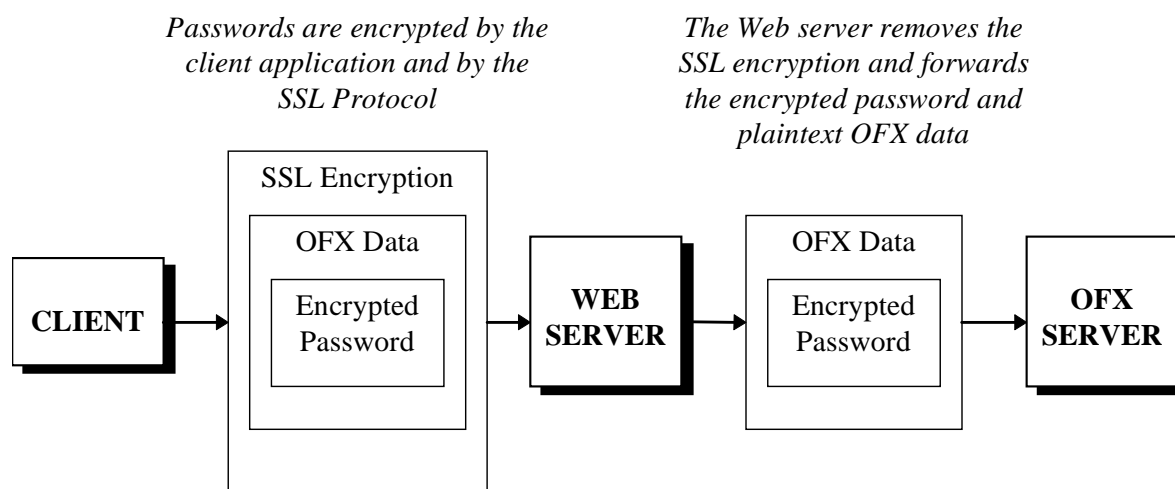 Passwords are encrypted by the
client application and by the
SSL Protocol
The Web server removes the
SSL encryption and forwards
the encrypted password and
plaintext OFX data
SSL Encryption
OFX Data
Encrypted
Password
CLIENT
WEB
SERVER
OFX Data
Encrypted
Password
OFX
SERVER